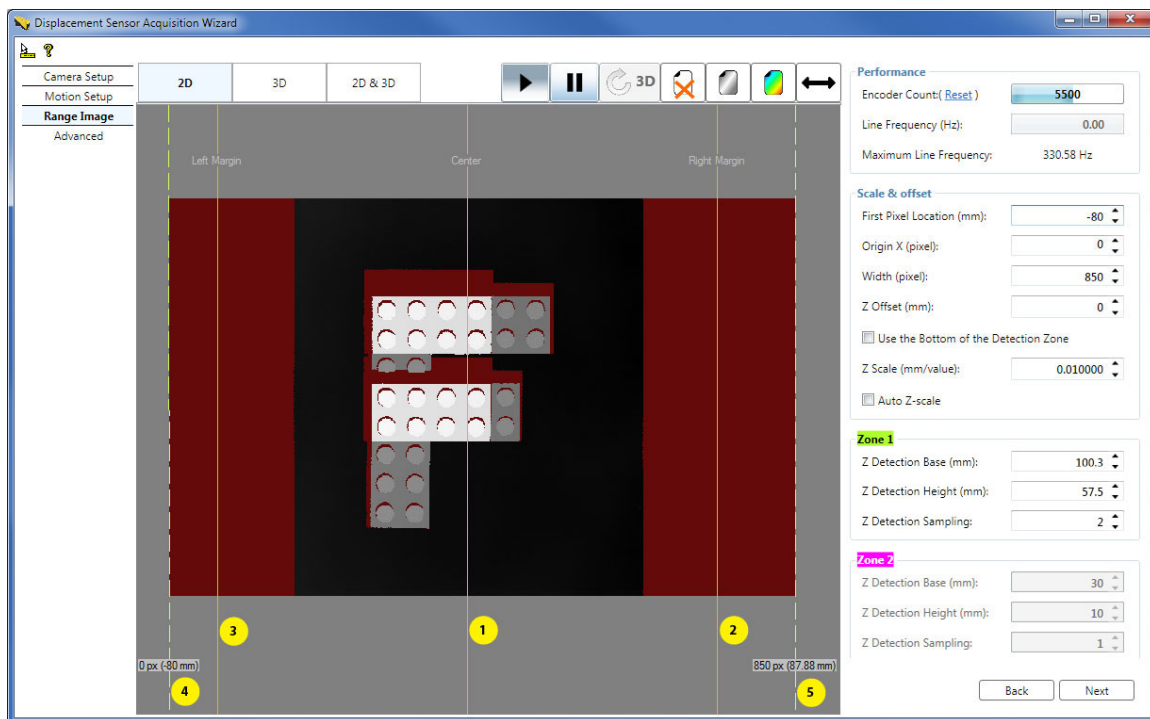 Displacement Sensor Acquisition Wizard
Camera Setup
Motion Setup
Range Image
Advanced
2D 3D 2D & 3D 3D
Left Margin Center Right Margin
3 1 2
0 px (-80 mm) 850 px (87.88 mm)
4 5
Performance
Encoder Count:( Reset ) 5500
Line Frequency (Hz): 0.00
Maximum Line Frequency: 330.58 Hz
Scale & offset
First Pixel Location (mm): -80
Origin X (pixel): 0
Width (pixel): 850
Z Offset (mm): 0
Use the Bottom of the Detection Zone
Z Scale (mm/value): 0.010000
Auto Z-scale
Zone 1
Z Detection Base (mm): 100.3
Z Detection Height (mm): 57.5
Z Detection Sampling: 2
Zone 2
Z Detection Base (mm): 30
Z Detection Height (mm): 10
Z Detection Sampling: 1
Back Next